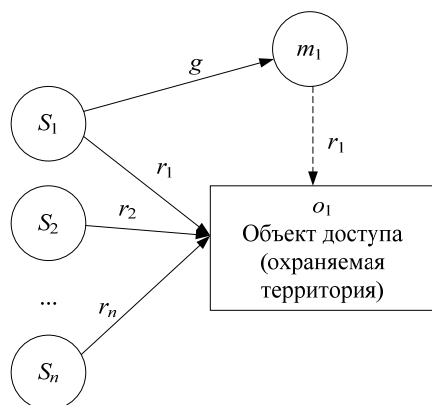 g
m₁
S₁
r₁
r₁
S₂
r₂
o₁
Объект доступа
(охраняемая
территория)
...
rₙ
Sₙ